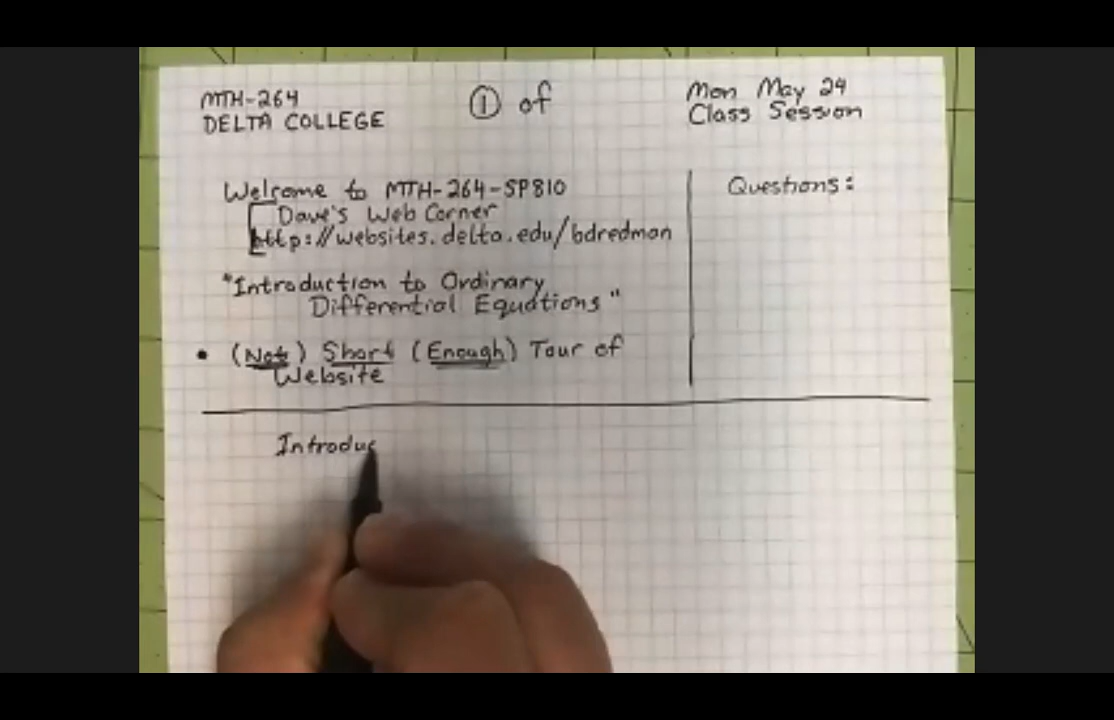 MTH-264
DELTA COLLEGE
① of
Mon May 24
Class Session
Welcome to MTH-264-SP810
Dave's Web Corner
http://websites.delta.edu/bdredman
"Introduction to Ordinary
Differential Equations"
• (Not) Short (Enough) Tour of
Website
Questions:
Introduc